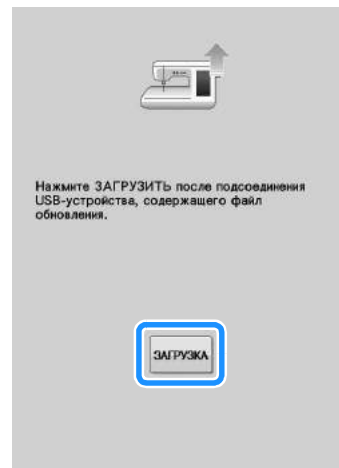 Нажмите ЗАГРУЗИТЬ после подсоединения
USB-устройства, содержащего файл
обновления.
ЗАГРУЗКА